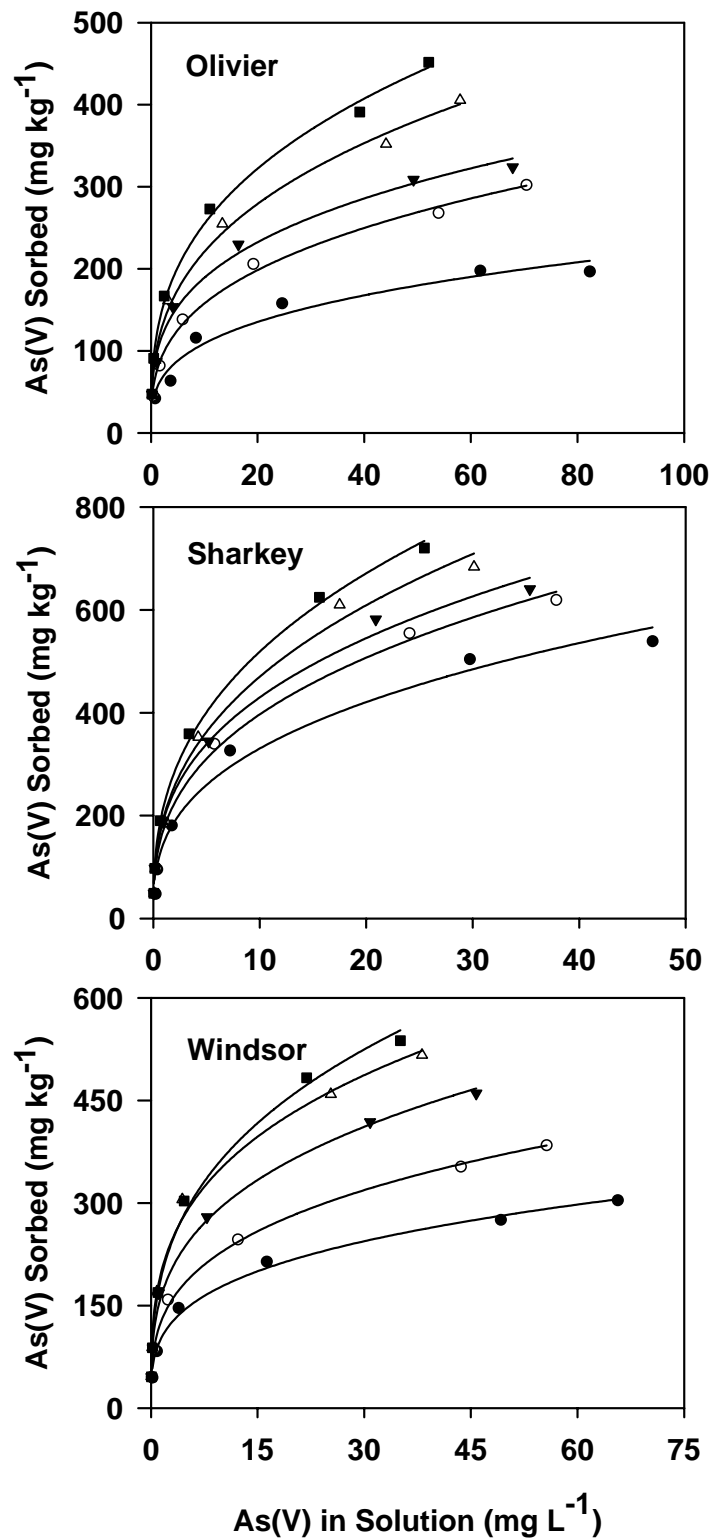 500
Olivier
400
300
200
100
0
As(V) Sorbed (mg kg⁻¹)
0 20 40 60 80 100
800
Sharkey
600
400
200
0
As(V) Sorbed (mg kg⁻¹)
0 10 20 30 40 50
600
Windsor
450
300
150
0
As(V) Sorbed (mg kg⁻¹)
0 15 30 45 60 75
As(V) in Solution (mg L⁻¹)